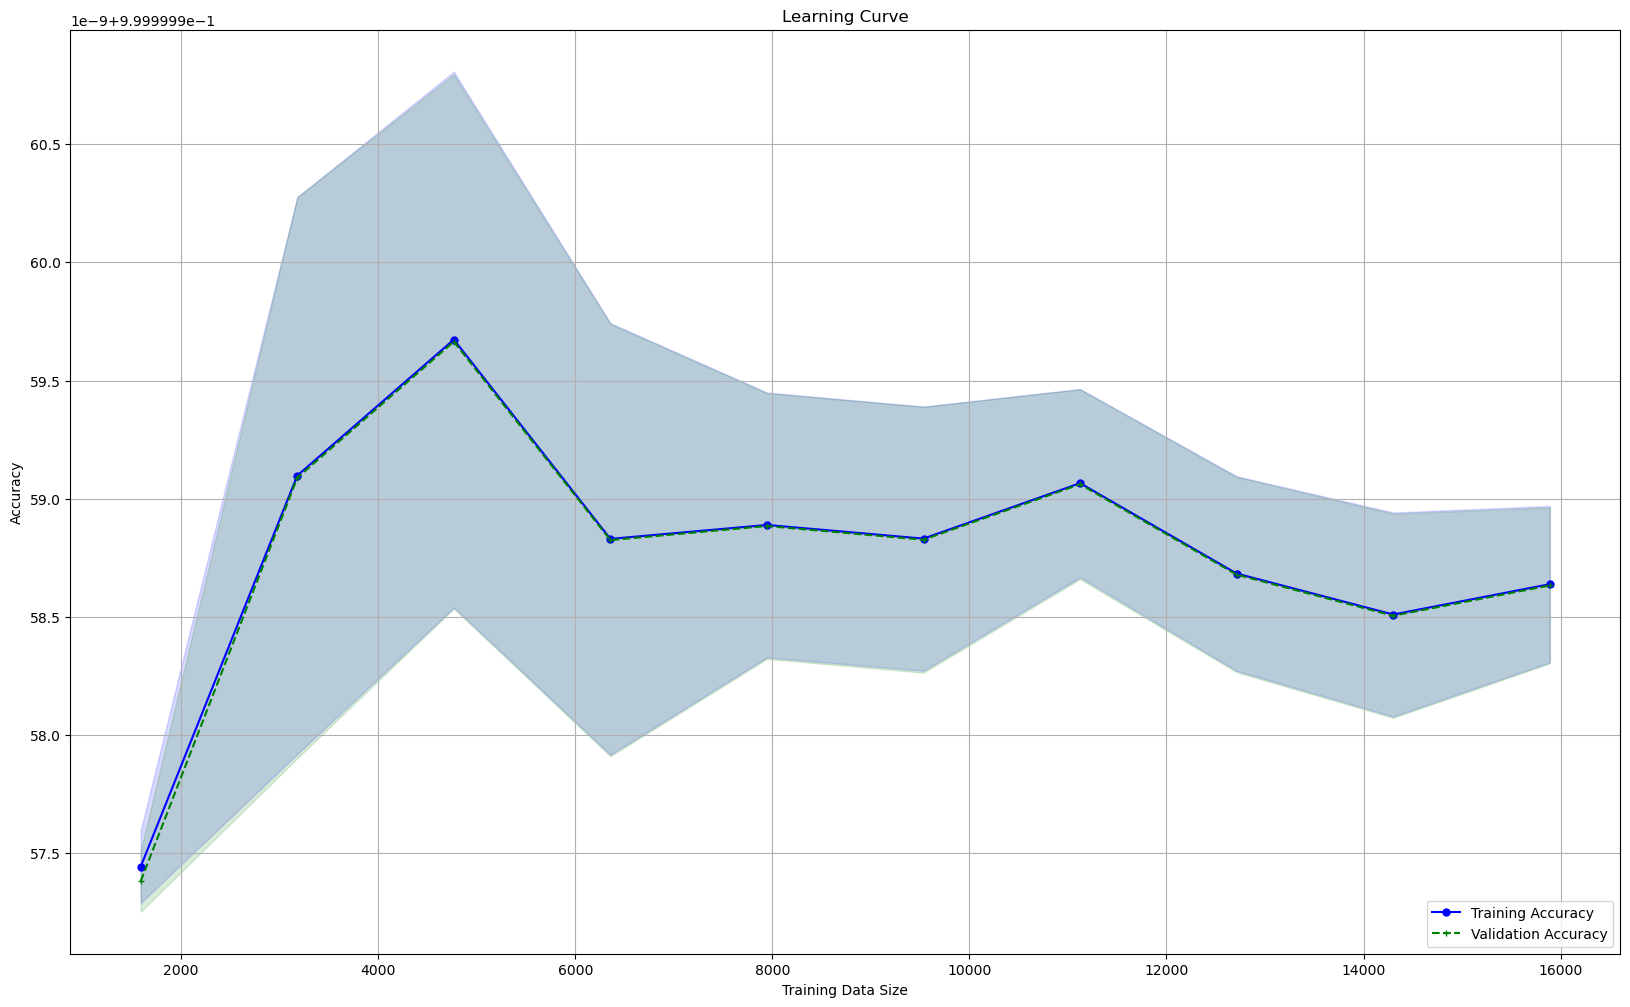 Learning Curve
1e−9+9.999999e−1
60.5
60.0
59.5
59.0
58.5
58.0
57.5
Accuracy
2000 4000 6000 8000 10000 12000 14000 16000
Training Data Size
Training Accuracy
Validation Accuracy